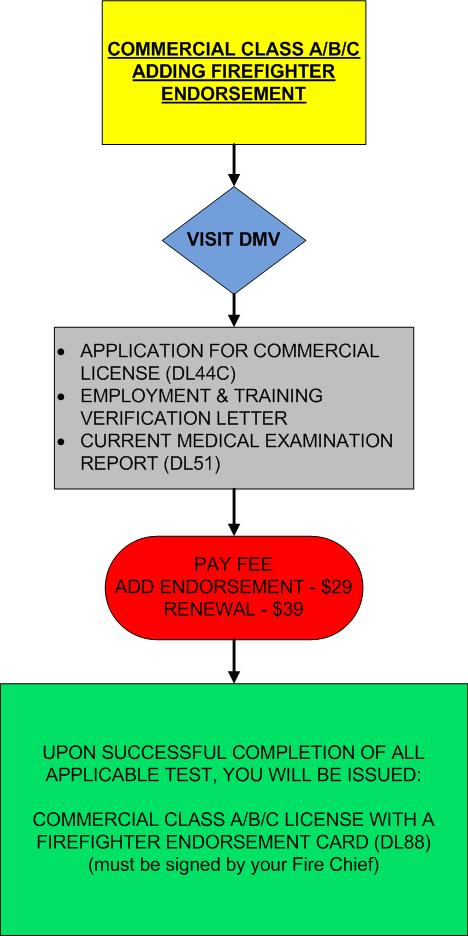 COMMERCIAL CLASS A/B/C
ADDING FIREFIGHTER
ENDORSEMENT
VISIT DMV
• APPLICATION FOR COMMERCIAL
LICENSE (DL44C)
• EMPLOYMENT & TRAINING
VERIFICATION LETTER
• CURRENT MEDICAL EXAMINATION
REPORT (DL51)
PAY FEE
ADD ENDORSEMENT - $29
RENEWAL - $39
UPON SUCCESSFUL COMPLETION OF ALL
APPLICABLE TEST, YOU WILL BE ISSUED:
COMMERCIAL CLASS A/B/C LICENSE WITH A
FIREFIGHTER ENDORSEMENT CARD (DL88)
(must be signed by your Fire Chief)